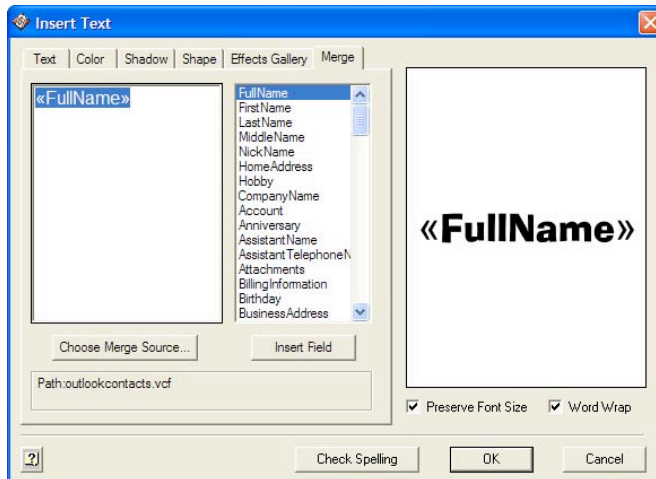 Insert Text
Text Color Shadow Shape Effects Gallery Merge
«FullName»
FullName
FirstName
LastName
MiddleName
NickName
HomeAddress
Hobby
CompanyName
Account
Anniversary
AssistantName
AssistantTelephoneN
Attachments
BillingInformation
Birthday
BusinessAddress
Choose Merge Source...
Insert Field
Path:outlookcontacts.vcf
«FullName»
Preserve Font Size
Word Wrap
?
Check Spelling
OK
Cancel